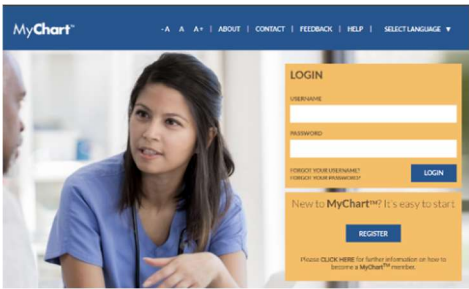 MyChart™
-A A A+ | ABOUT | CONTACT | FEEDBACK | HELP | SELECT LANGUAGE ▼
LOGIN
USERNAME
PASSWORD
FORGOT YOUR USERNAME?
FORGOT YOUR PASSWORD?
LOGIN
New to MyChart™? It's easy to start
REGISTER
Please CLICK HERE for further information on how to
become a MyChart™ member.